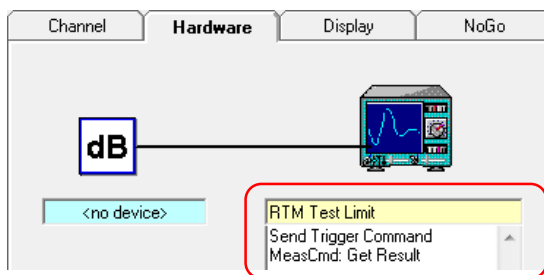 Channel
Hardware
Display
NoGo
dB
<no device>
RTM Test Limit
Send Trigger Command
MeasCmd: Get Result